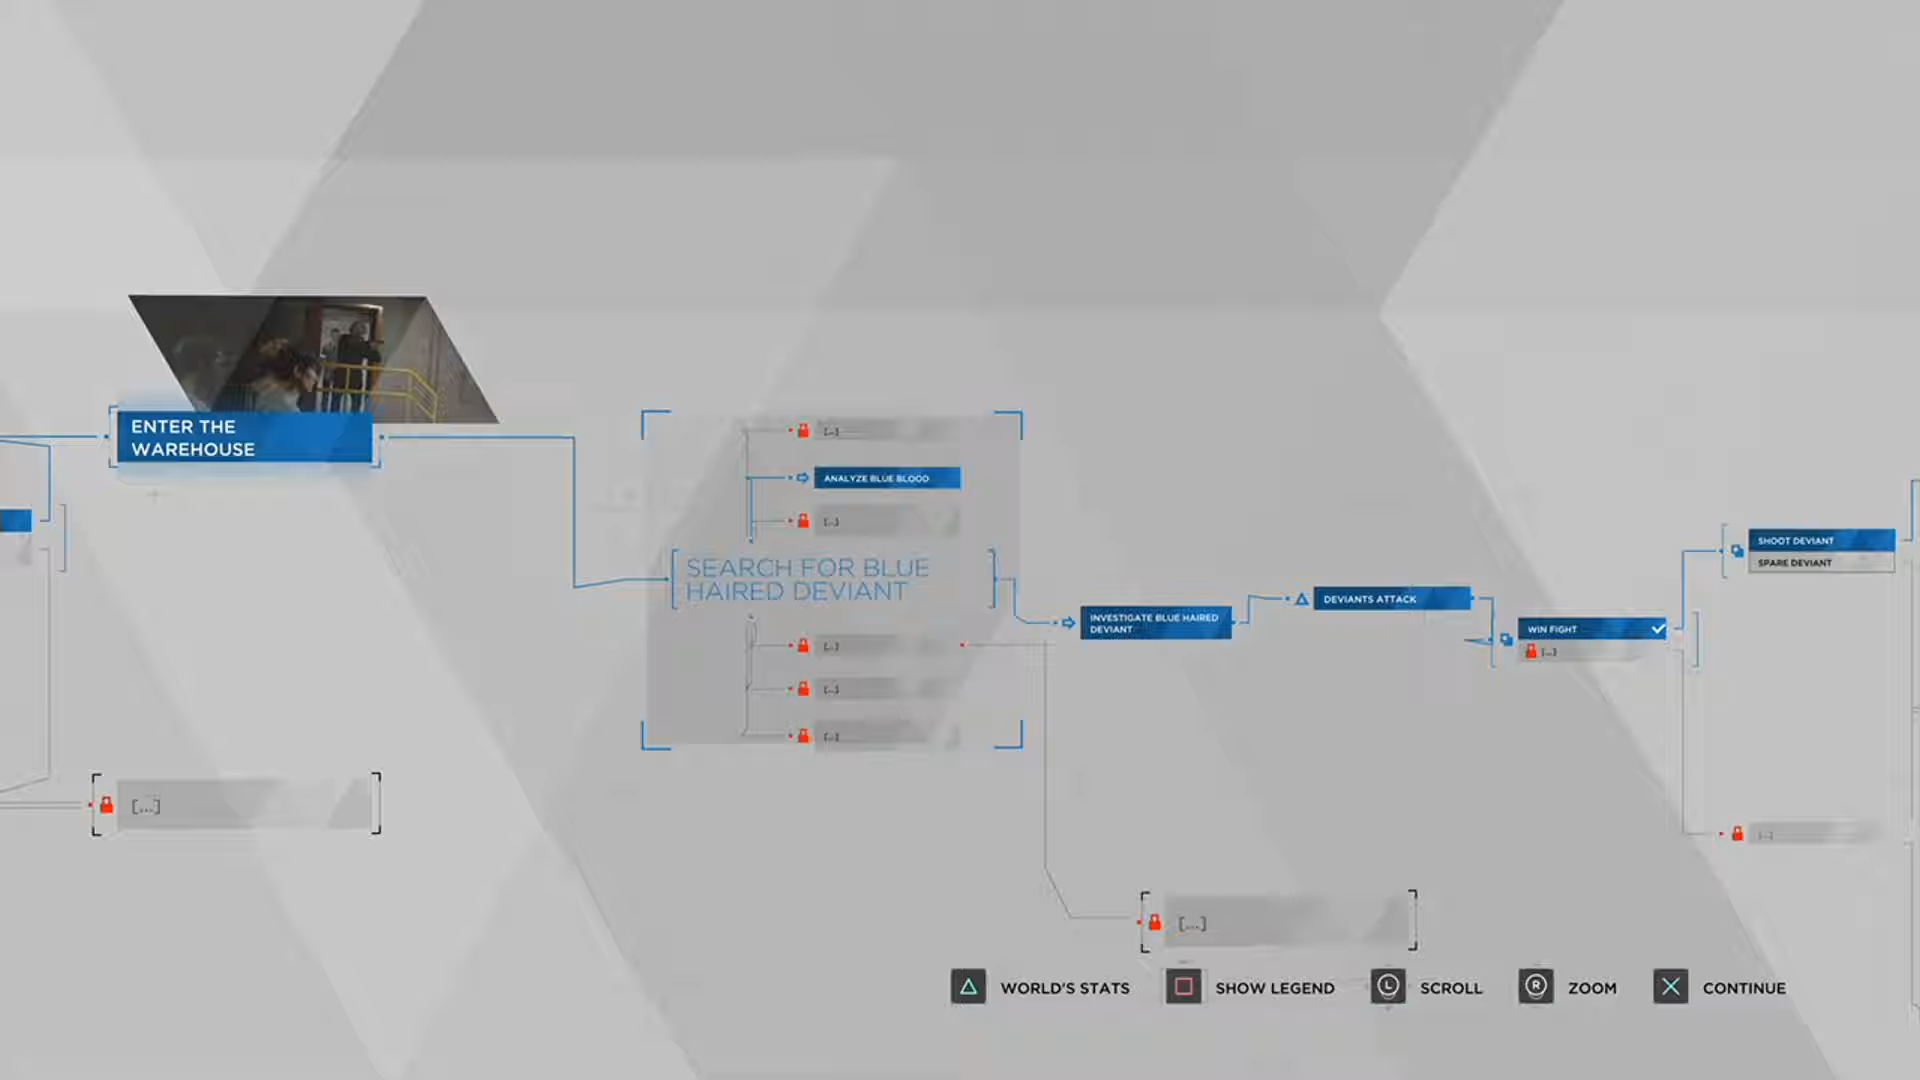 ENTER THE
WAREHOUSE
[...]
[...]
ANALYZE BLUE BLOOD
[...]
SEARCH FOR BLUE
HAIRED DEVIANT
[...]
[...]
[...]
INVESTIGATE BLUE HAIRED
DEVIANT
DEVIANTS ATTACK
WIN FIGHT
[...]
SHOOT DEVIANT
SPARE DEVIANT
[...]
[...]
WORLD'S STATS
SHOW LEGEND
L
SCROLL
R
ZOOM
CONTINUE